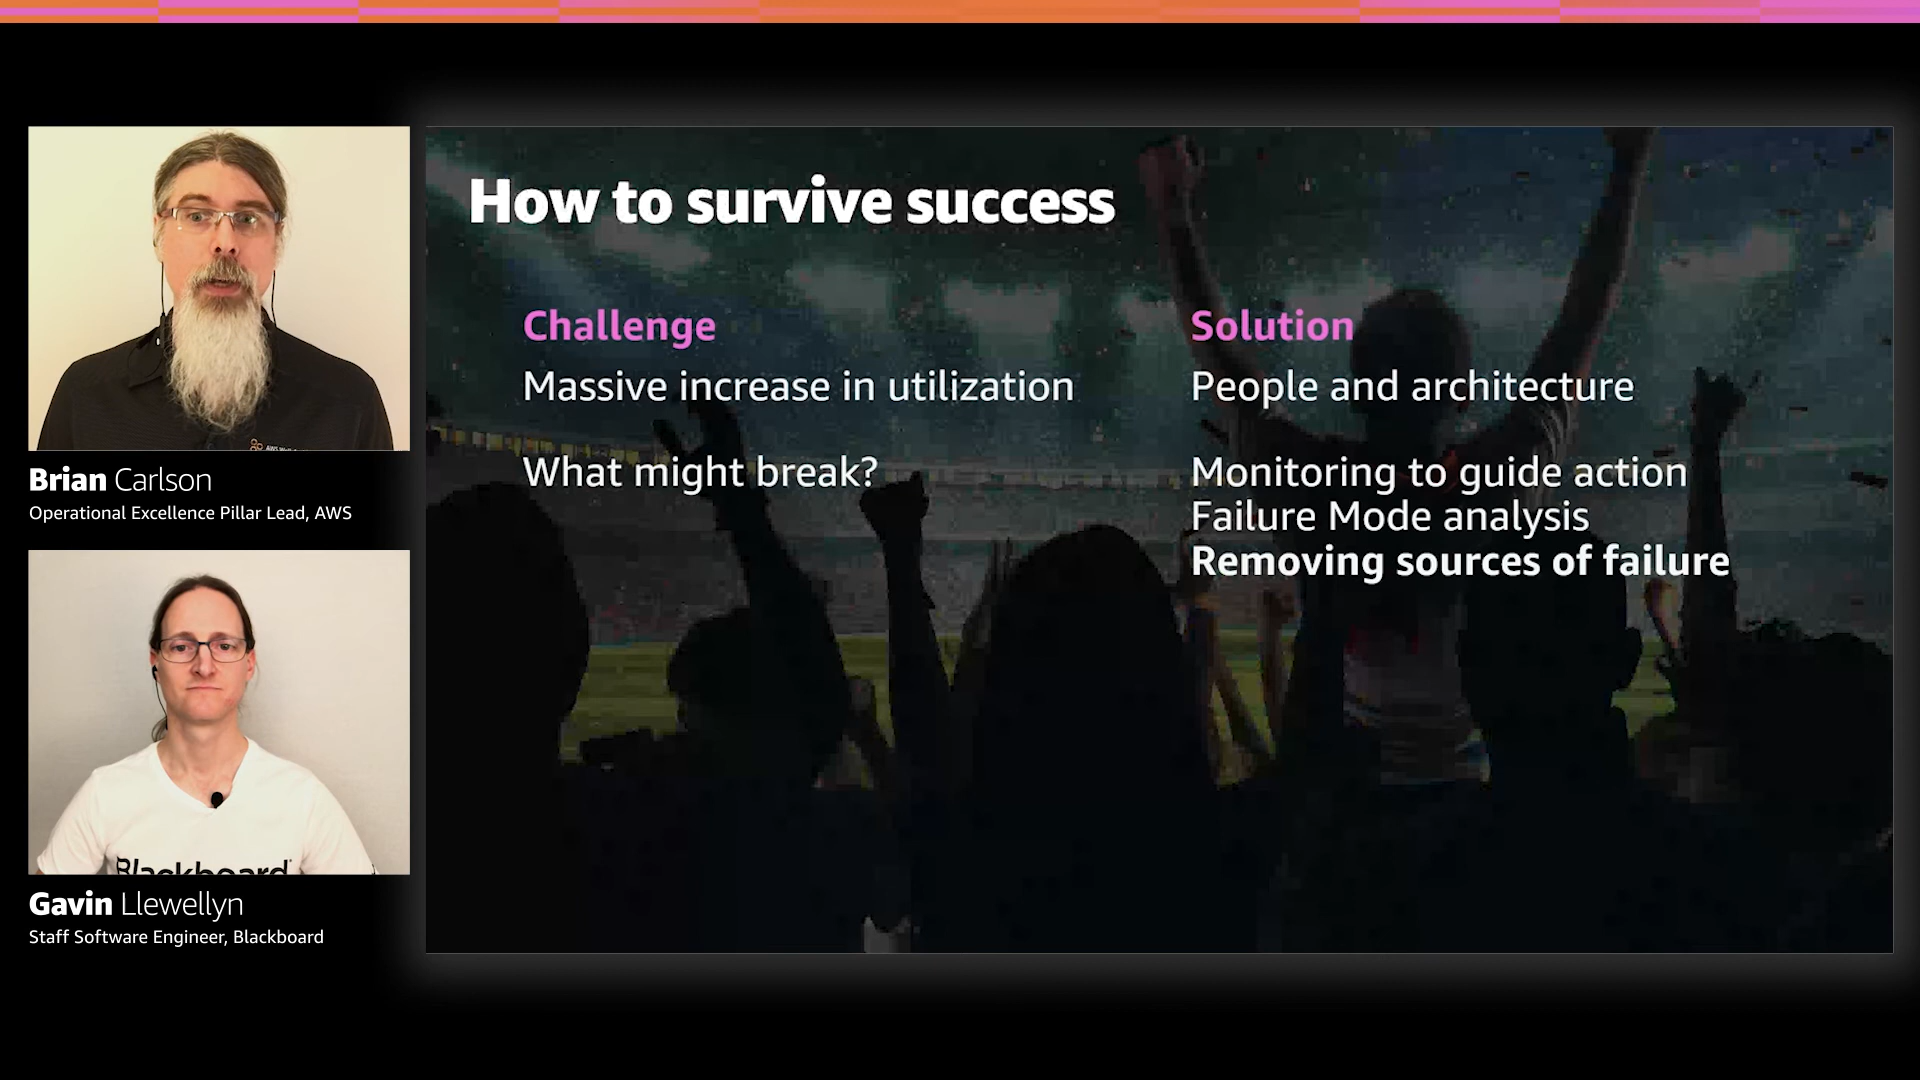 How to survive success
Challenge
Massive increase in utilization
What might break?
Solution
People and architecture
Monitoring to guide action
Failure Mode analysis
Removing sources of failure
Brian Carlson
Operational Excellence Pillar Lead, AWS
Blackboard
Gavin Llewellyn
Staff Software Engineer, Blackboard